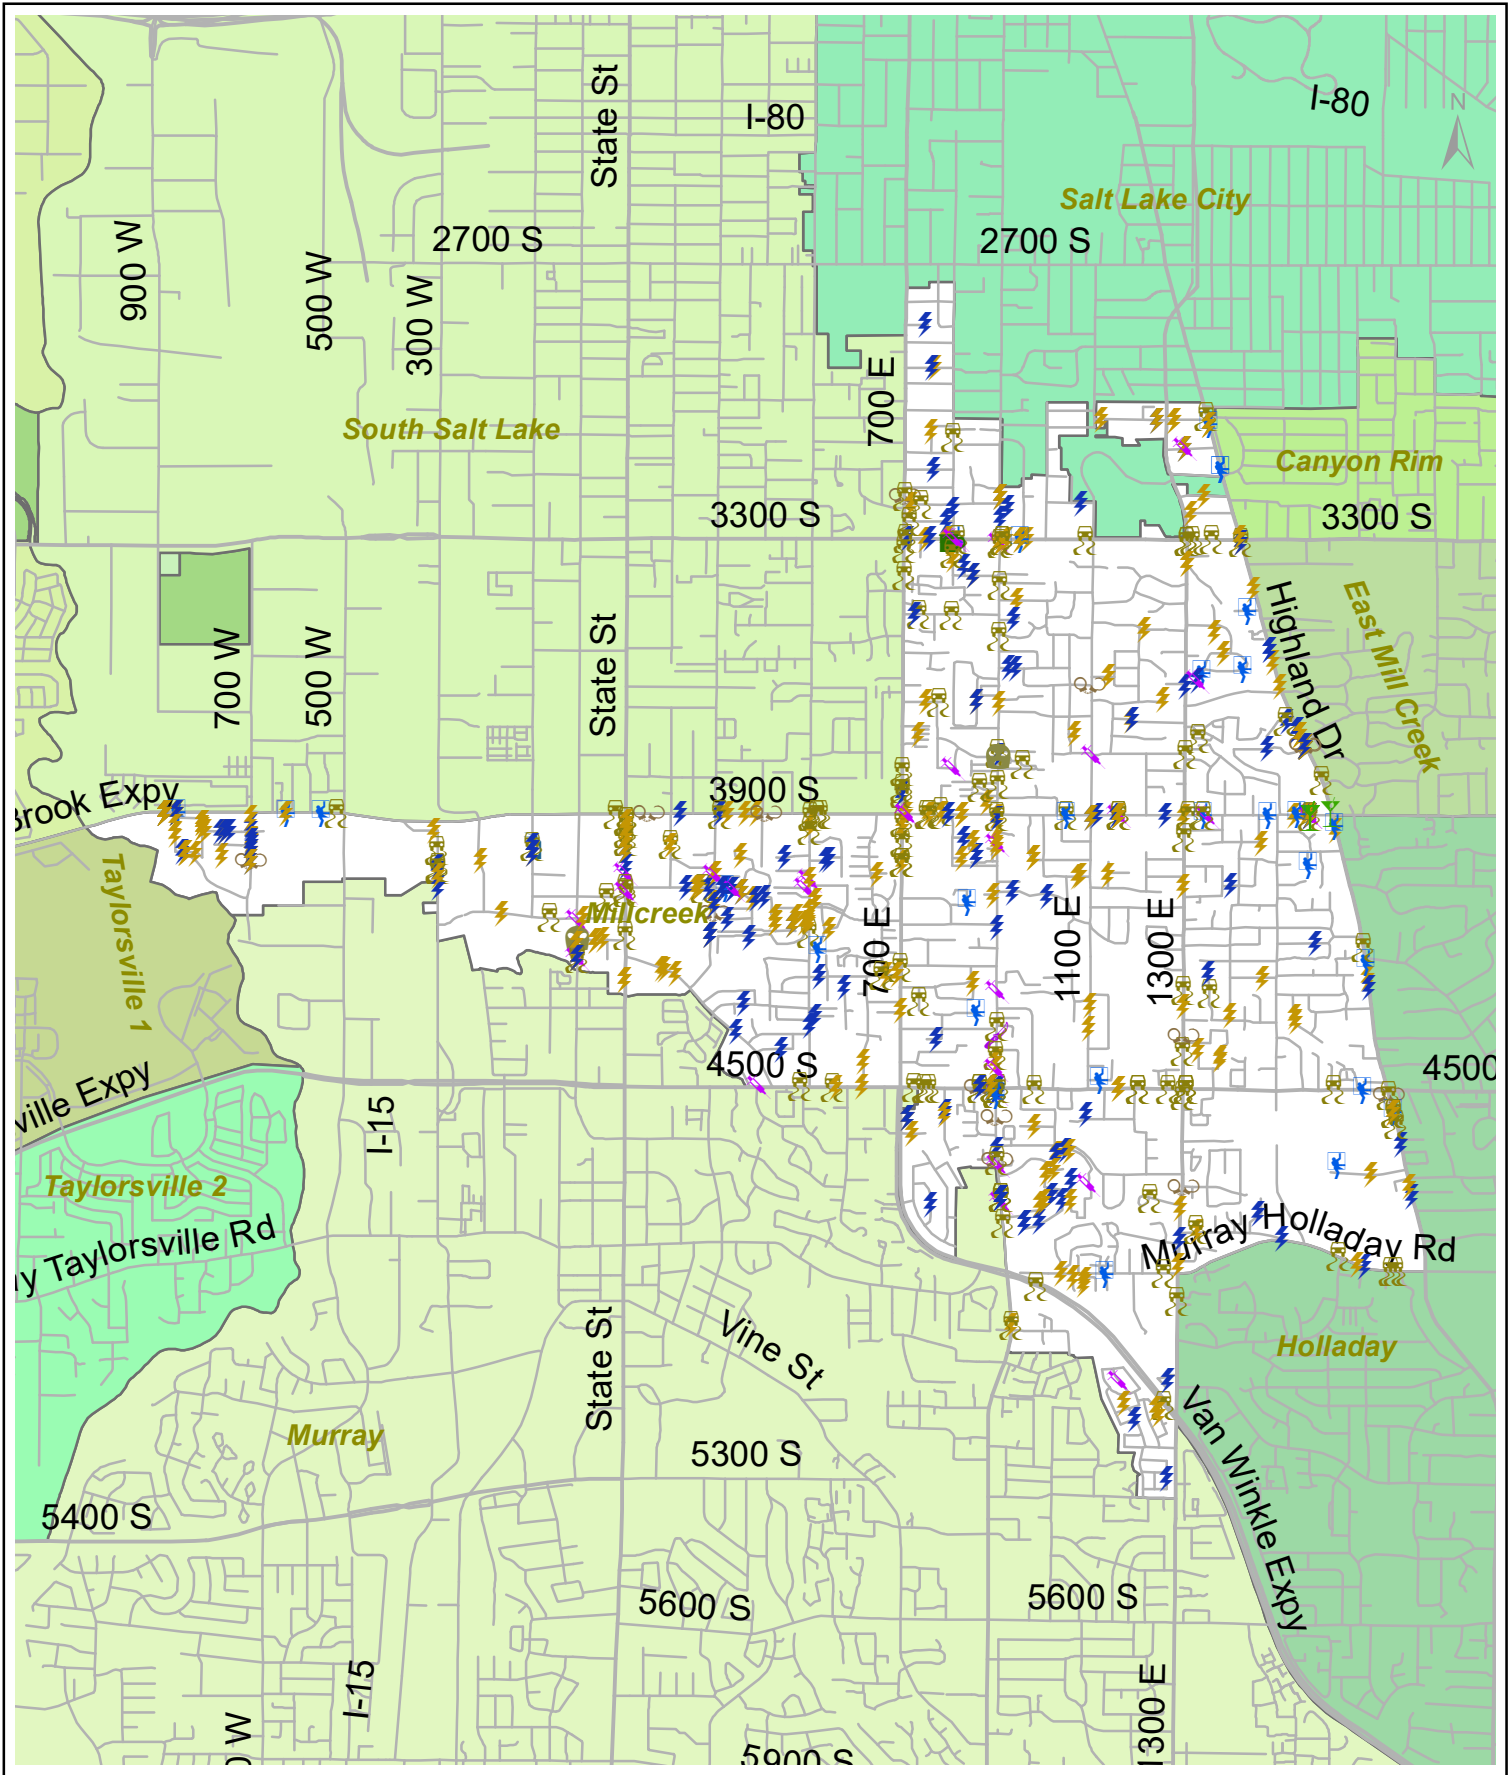 I-80
State St
I-80
N
Salt Lake City
2700 S
2700 S
900 W
500 W
300 W
700 E
South Salt Lake
Canyon Rim
3300 S
3300 S
Highland Dr
East Mill Creek
State St
700 W
500 W
3900 S
Brook Expy
Taylorsville 1
Millcreek
700 E
1100 E
1300 E
4500 S
4500
ville Expy
I-15
Taylorsville 2
y Taylorsville Rd
Murray Holladay Rd
State St
Vine St
Holladay
Murray
Van Winkle Expy
5300 S
5400 S
5600 S
5600 S
I-15
1300 E
0 W
5900 S